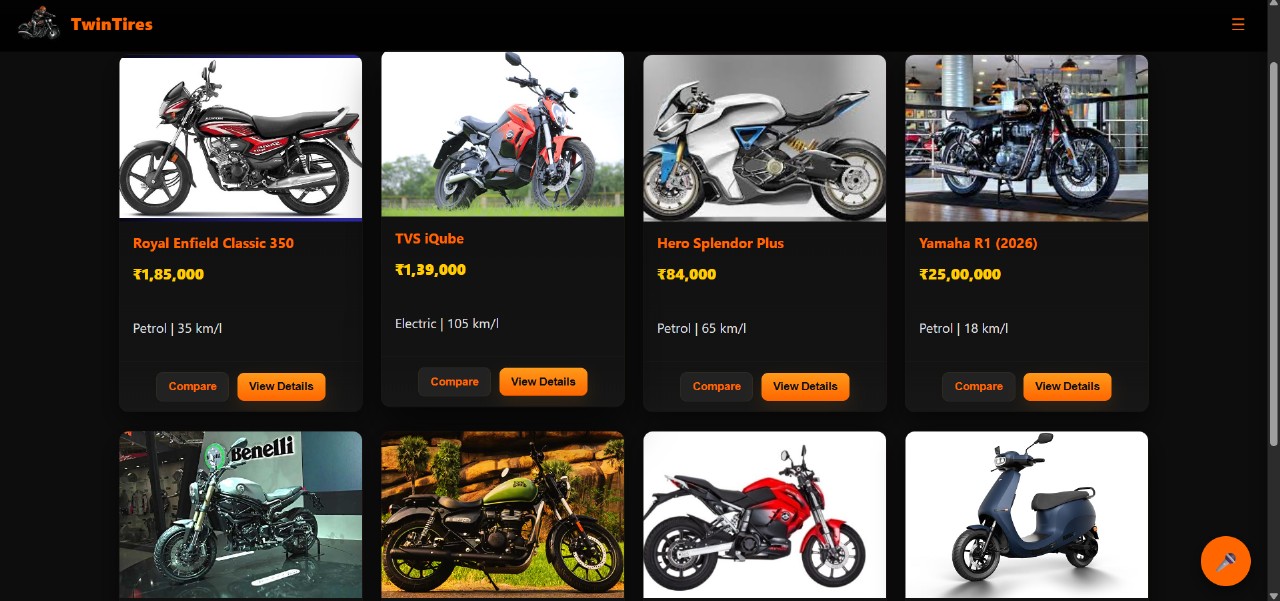 TwinTires
☰
Royal Enfield Classic 350
₹1,85,000
Petrol | 35 km/l
Compare
View Details
TVS iQube
₹1,39,000
Electric | 105 km/l
Compare
View Details
Hero Splendor Plus
₹84,000
Petrol | 65 km/l
Compare
View Details
Yamaha R1 (2026)
₹25,00,000
Petrol | 18 km/l
Compare
View Details
Benelli